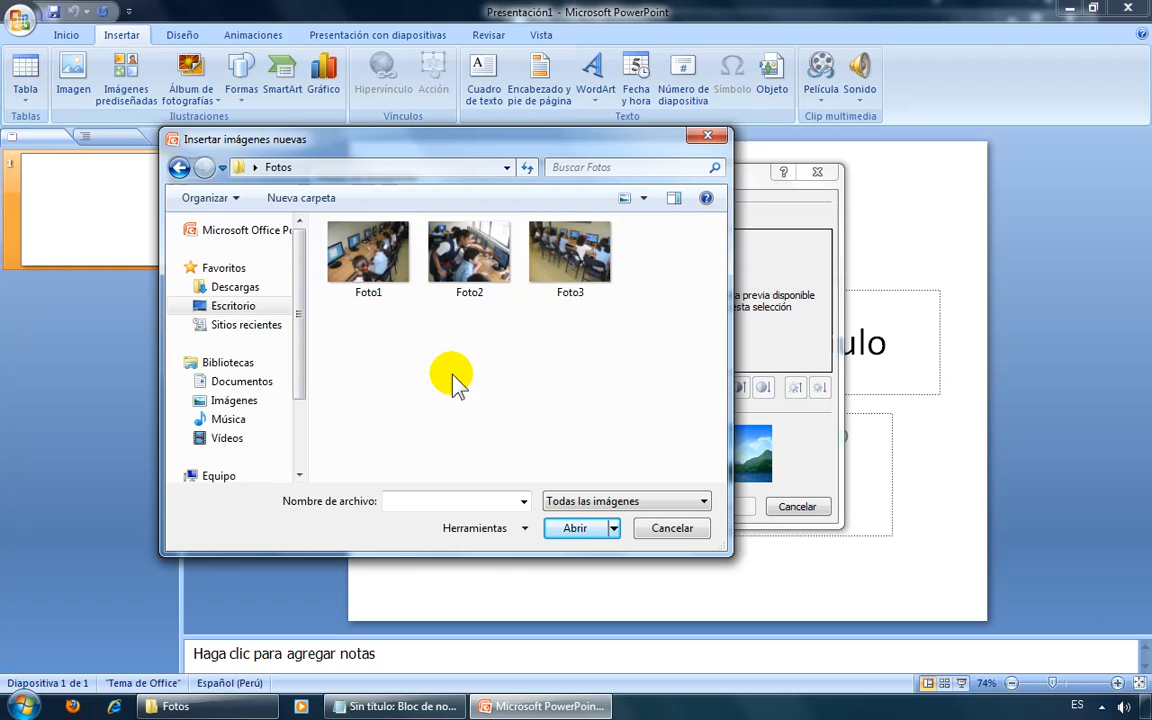 Presentación1 - Microsoft PowerPoint
Inicio Insertar Diseño Animaciones Presentación con diapositivas Revisar Vista
Tabla Imagen Imágenes prediseñadas Álbum de fotografías Formas SmartArt Gráfico Hipervínculo Acción Cuadro de texto Encabezado y pie de página WordArt Fecha y hora Número de diapositiva Símbolo Objeto Película Sonido
Tablas Ilustraciones Vínculos Texto Clip multimedia
1
Insertar imágenes nuevas
Fotos Buscar Fotos
Organizar Nueva carpeta
Microsoft Office
Favoritos
Descargas
Escritorio
Sitios recientes
Bibliotecas
Documentos
Imágenes
Música
Vídeos
Equipo
Foto1 Foto2 Foto3
Nombre de archivo: Todas las imágenes
Herramientas Abrir Cancelar
a previa disponible
esta selección
Cancelar
ulo
Haga clic para agregar notas
Diapositiva 1 de 1 "Tema de Office" Español (Perú) 74%
Fotos Sin título: Bloc de no... Microsoft PowerPoin... ES